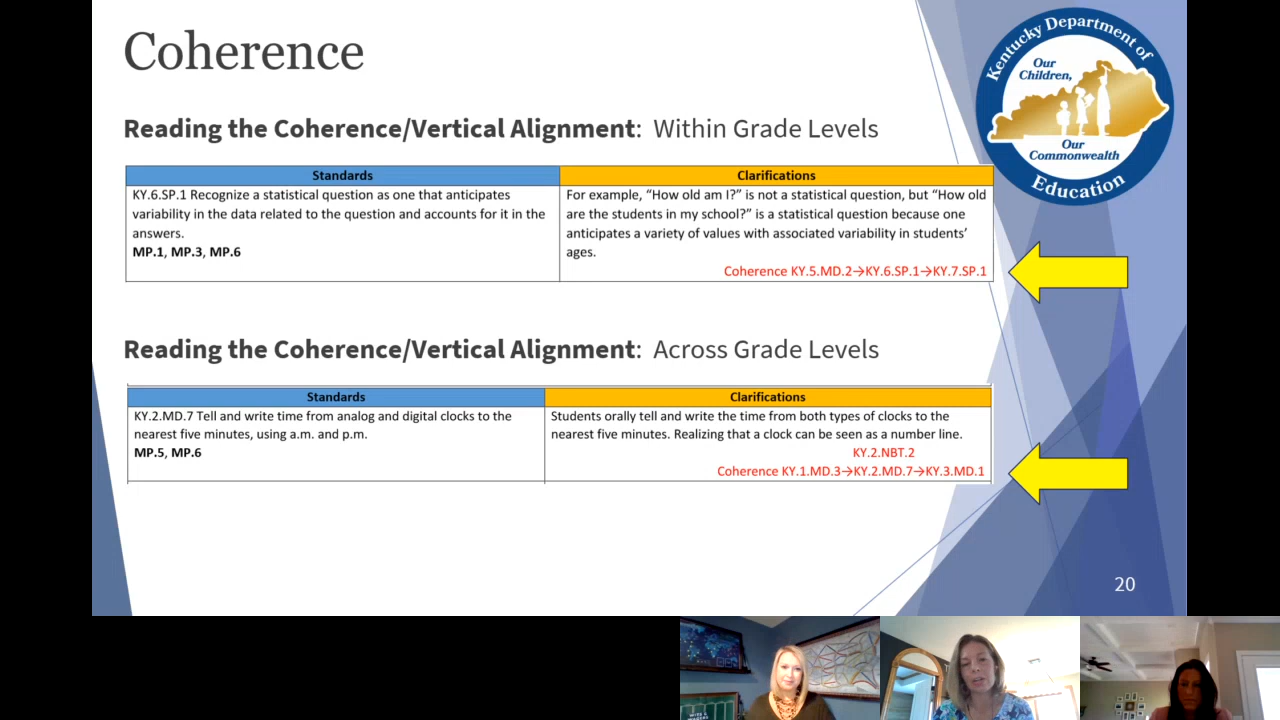 Coherence
Kentucky Department of
Our
Children,
Our
Commonwealth
Education
Reading the Coherence/Vertical Alignment: Within Grade Levels
Standards
Clarifications
KY.6.SP.1 Recognize a statistical question as one that anticipates
variability in the data related to the question and accounts for it in the
answers.
MP.1, MP.3, MP.6
For example, “How old am I?” is not a statistical question, but “How old
are the students in my school?” is a statistical question because one
anticipates a variety of values with associated variability in students’
ages.
Coherence KY.5.MD.2→KY.6.SP.1→KY.7.SP.1
Reading the Coherence/Vertical Alignment: Across Grade Levels
Standards
Clarifications
KY.2.MD.7 Tell and write time from analog and digital clocks to the
nearest five minutes, using a.m. and p.m.
MP.5, MP.6
Students orally tell and write the time from both types of clocks to the
nearest five minutes. Realizing that a clock can be seen as a number line.
KY.2.NBT.2
Coherence KY.1.MD.3→KY.2.MD.7→KY.3.MD.1
20